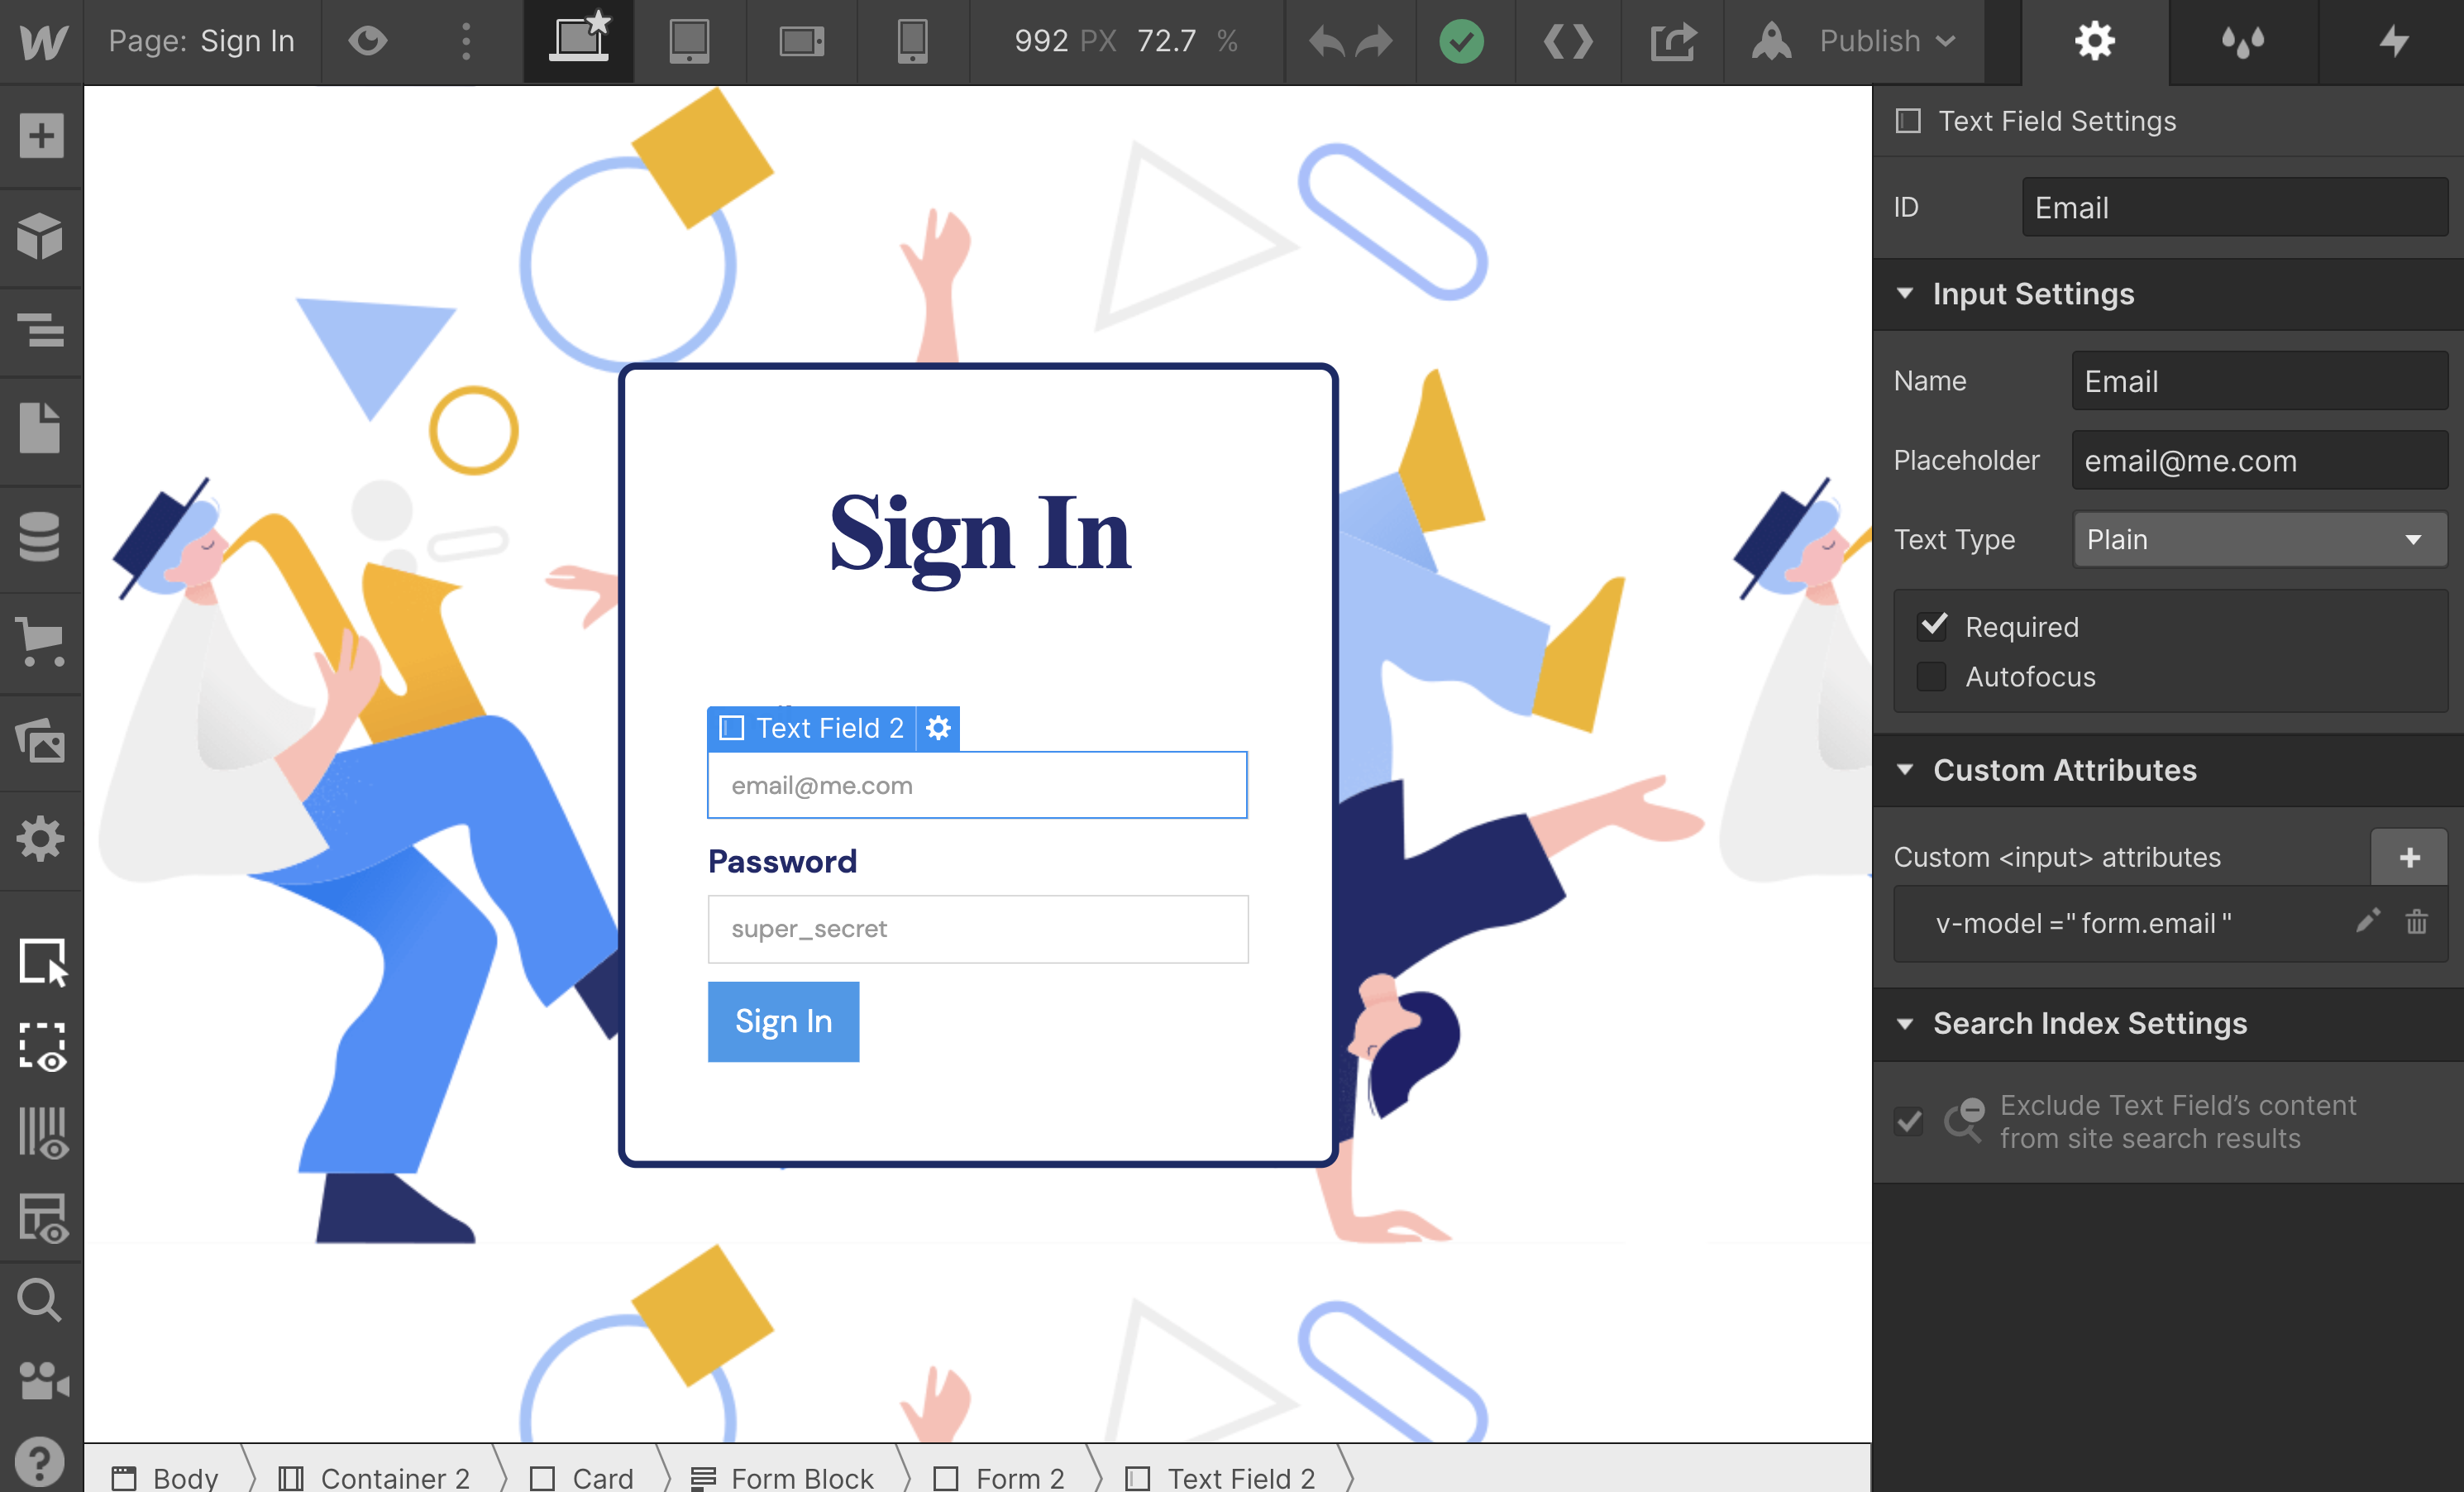 Page: Sign In
992 PX 72.7 %
Publish
Text Field Settings
ID
Email
Input Settings
Name
Email
Placeholder
email@me.com
Text Type
Plain
Required
Autofocus
Custom Attributes
Custom <input> attributes
v-model ="form.email"
Search Index Settings
Exclude Text Field’s content
from site search results
Sign In
Text Field 2
email@me.com
Password
super_secret
Sign In
Body
Container 2
Card
Form Block
Form 2
Text Field 2